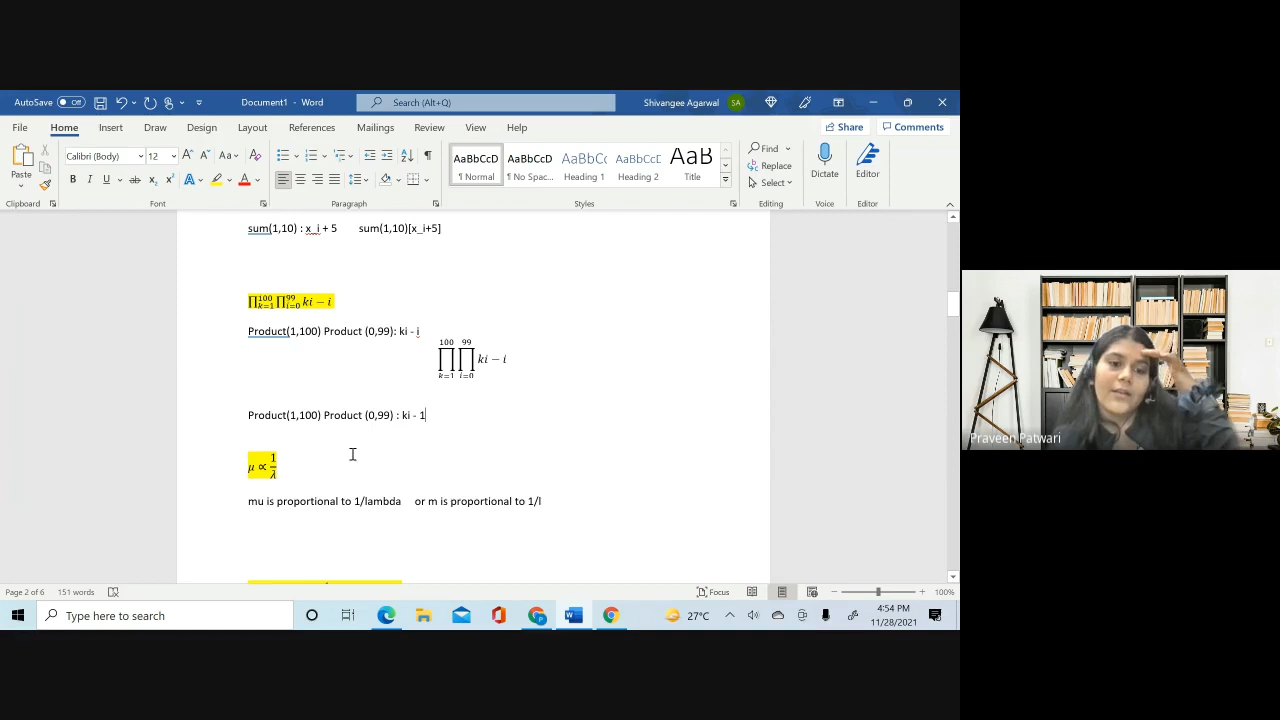 AutoSave Off Document1 - Word Search (Alt+Q) Shivangee Agarwal SA
File Home Insert Draw Design Layout References Mailings Review View Help Share Comments
Paste Calibri (Body) 12 A^ Aˇ Aa A AaBbCcD AaBbCcD AaBbCc AaBbCcD AaB Find Dictate Editor
Replace
B I U ab x₂ x² A A ¶ Normal ¶ No Spac... Heading 1 Heading 2 Title Select
Clipboard Font Paragraph Styles Editing Voice Editor
sum(1,10) : x_i + 5 sum(1,10)[x_i+5]
∏_{k=1}^{100} ∏_{i=0}^{99} ki − i
Product(1,100) Product (0,99): ki - i
∏_{k=1}^{100} ∏_{i=0}^{99} ki − i
Product(1,100) Product (0,99) : ki - 1
μ ∝ 1/λ
mu is proportional to 1/lambda or m is proportional to 1/l
Praveen Patwari
Page 2 of 6 151 words Focus 100%
Type here to search 27°C 4:54 PM
11/28/2021